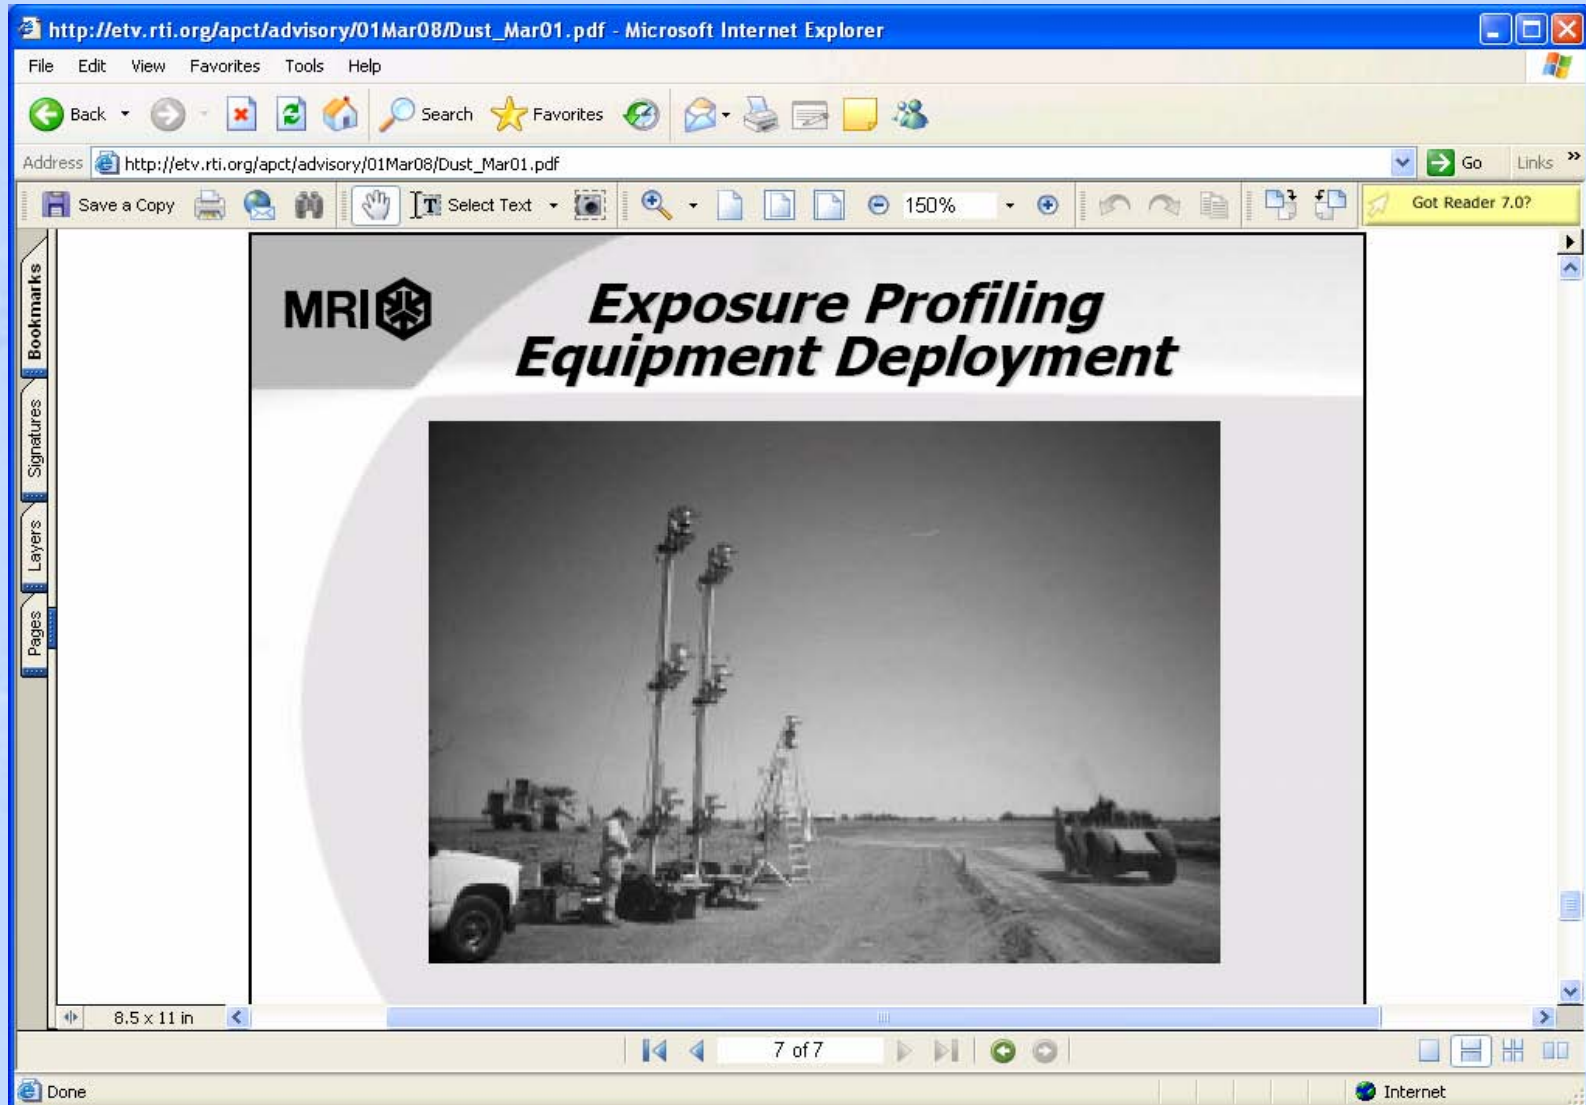 http://etv.rti.org/apct/advisory/01Mar08/Dust_Mar01.pdf - Microsoft Internet Explorer
File Edit View Favorites Tools Help
Back Search Favorites
Address http://etv.rti.org/apct/advisory/01Mar08/Dust_Mar01.pdf Go Links »
Save a Copy Select Text 150% Got Reader 7.0?
Bookmarks
Signatures
Layers
Pages
MRI
Exposure Profiling
Equipment Deployment
8.5 x 11 in
7 of 7
Done Internet